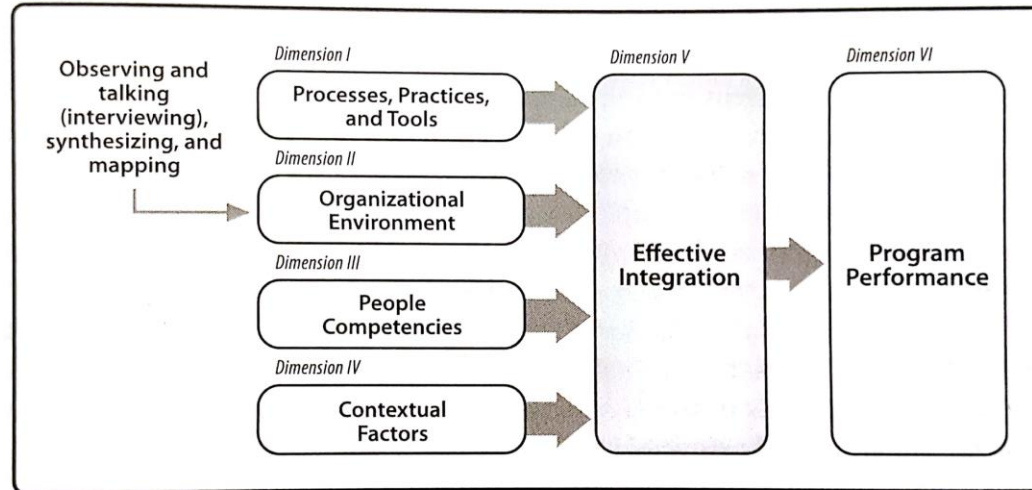 Observing and
talking
(interviewing),
synthesizing, and
mapping
Dimension I
Processes, Practices,
and Tools
Dimension II
Organizational
Environment
Dimension III
People
Competencies
Dimension IV
Contextual
Factors
Dimension V
Effective
Integration
Dimension VI
Program
Performance